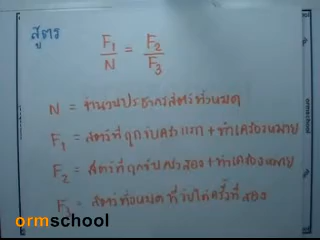 สูตร
F₁/N = F₂/F₃
N = จำนวนประชากรสัตว์ทั้งหมด
F₁ = สัตว์ที่ถูกจับครั้งแรก + ทำเครื่องหมาย
F₂ = สัตว์ที่ถูกจับครั้งสอง + ทำเครื่องหมาย
F₃ = สัตว์ทั้งหมดที่จับได้ครั้งที่สอง
ormschool